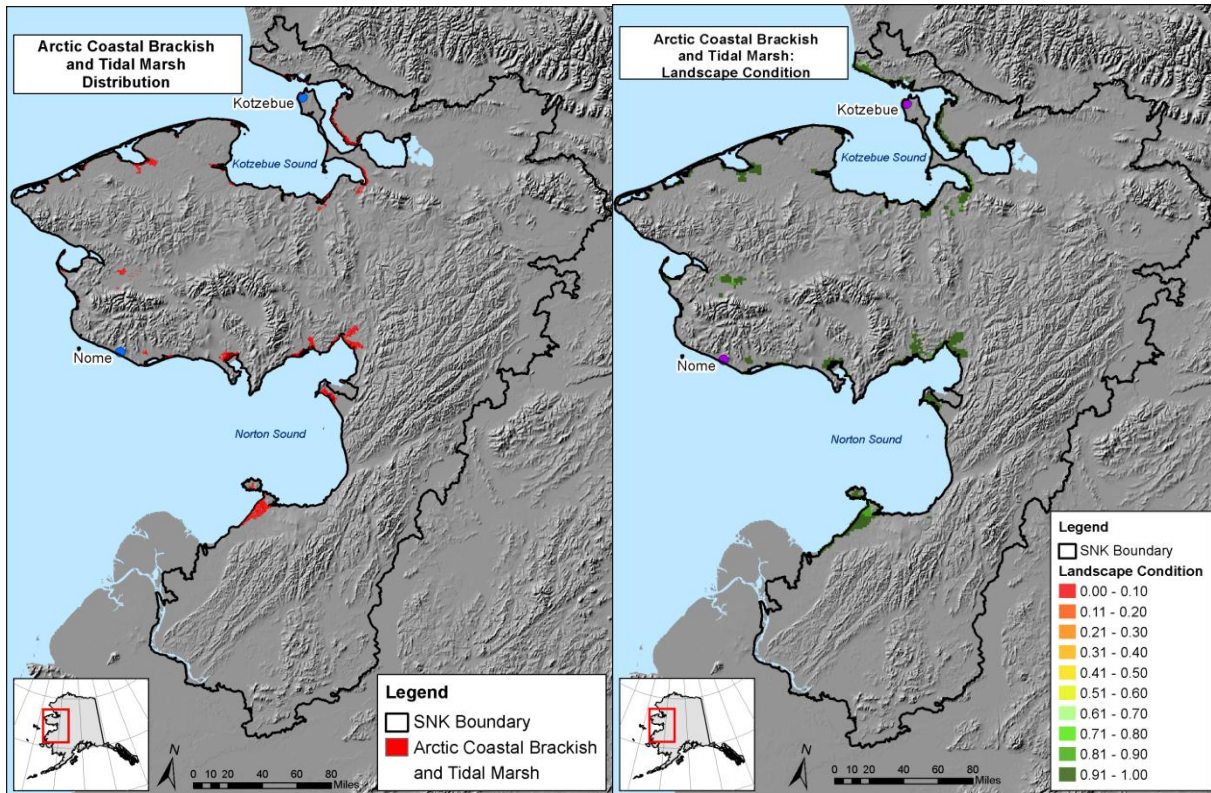 Arctic Coastal Brackish
and Tidal Marsh
Distribution
Kotzebue
Kotzebue Sound
Nome
Norton Sound
Legend
SNK Boundary
Arctic Coastal Brackish
and Tidal Marsh
N
0 10 20 40 60 80
Miles
Arctic Coastal Brackish
and Tidal Marsh:
Landscape Condition
Kotzebue
Kotzebue Sound
Nome
Norton Sound
Legend
SNK Boundary
Landscape Condition
0.00 - 0.10
0.11 - 0.20
0.21 - 0.30
0.31 - 0.40
0.41 - 0.50
0.51 - 0.60
0.61 - 0.70
0.71 - 0.80
0.81 - 0.90
0.91 - 1.00
N
0 10 20 40 60 80
Miles